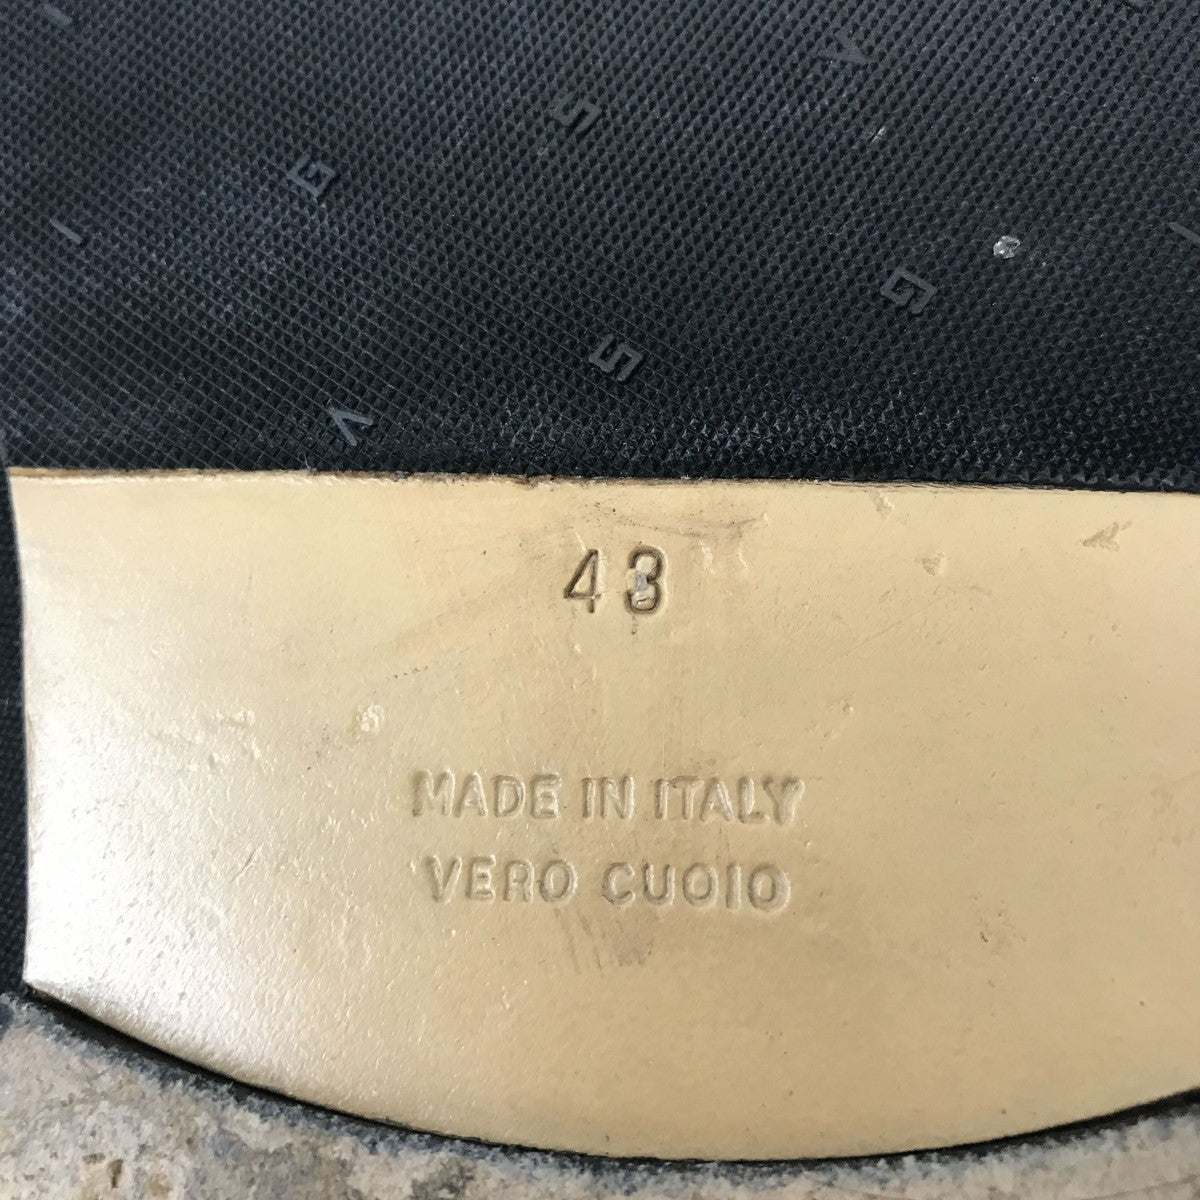 I G S V A
V S G I
43
MADE IN ITALY
VERO CUOIO